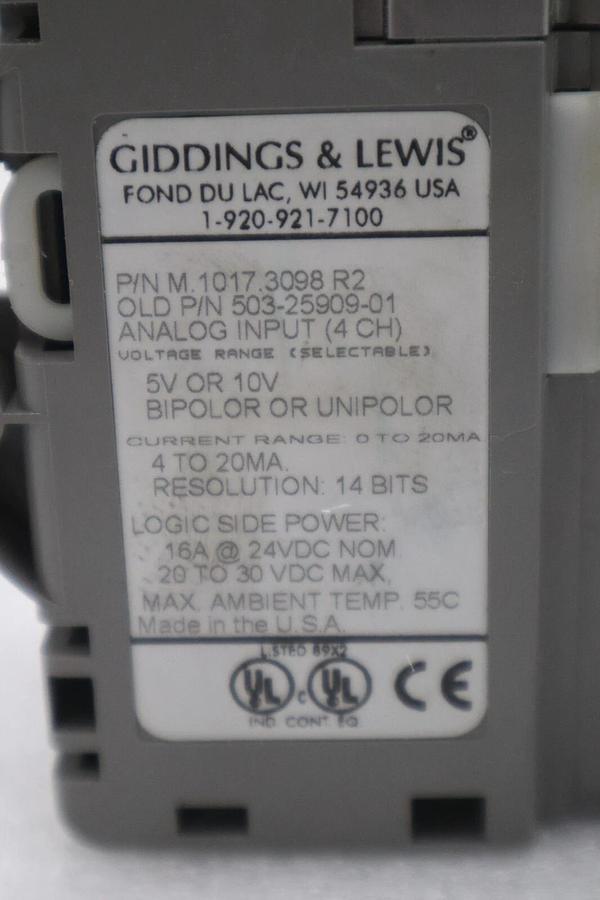 GIDDINGS & LEWIS®
FOND DU LAC, WI 54936 USA
1-920-921-7100
P/N M.1017.3098 R2
OLD P/N 503-25909-01
ANALOG INPUT (4 CH)
VOLTAGE RANGE (SELECTABLE)
5V OR 10V
BIPOLOR OR UNIPOLOR
CURRENT RANGE: 0 TO 20MA
4 TO 20MA.
RESOLUTION: 14 BITS
LOGIC SIDE POWER:
16A @ 24VDC NOM
20 TO 30 VDC MAX,
MAX. AMBIENT TEMP. 55C
Made in the U.S.A.
LISTED 89X2
UL C UL CE
IND. CONT. EQ.